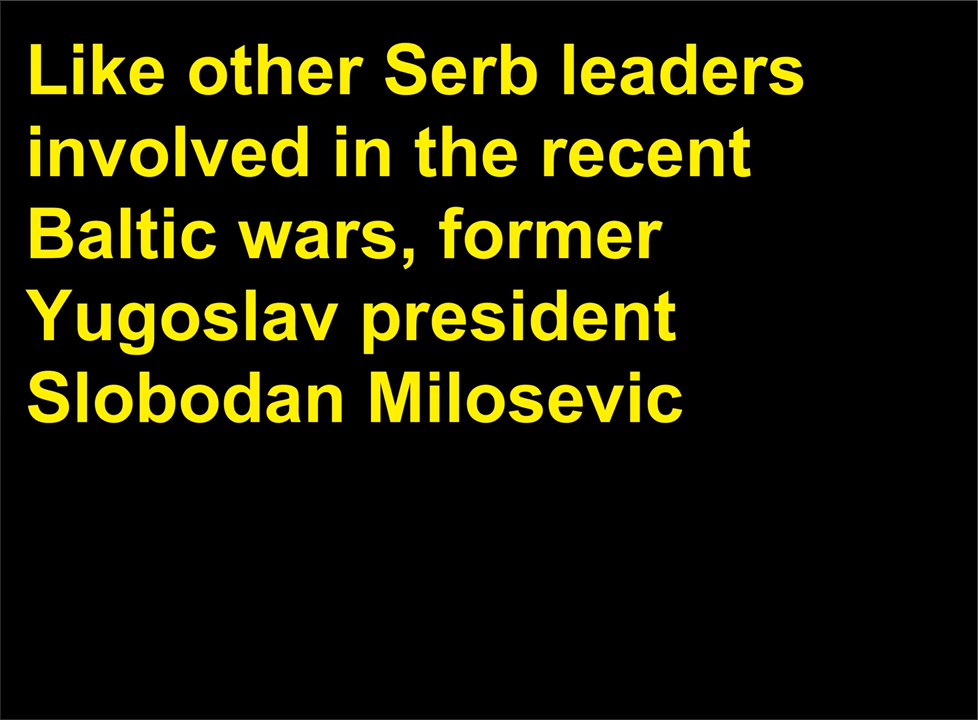 Like other Serb leaders
involved in the recent
Baltic wars, former
Yugoslav president
Slobodan Milosevic